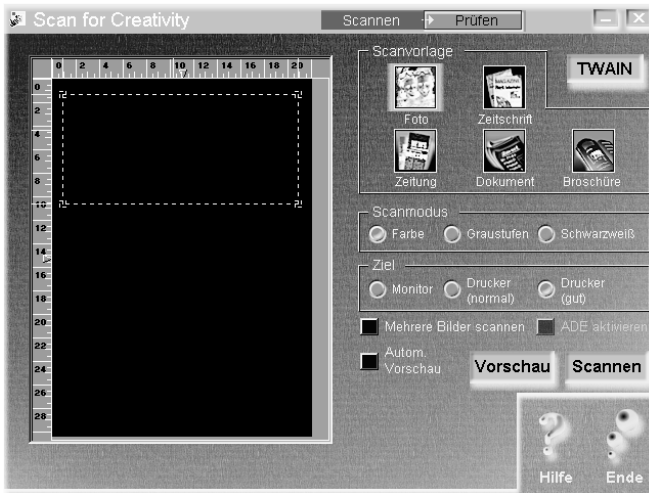 Scan for Creativity
Scannen
Prüfen
0 2 4 6 8 10 12 14 16 18 20
0
2
4
6
8
10
12
14
16
18
20
22
24
26
28
Scanvorlage
TWAIN
Foto
Zeitschrift
Zeitung
Dokument
Broschüre
Scanmodus
Farbe
Graustufen
Schwarzweiß
Ziel
Monitor
Drucker
(normal)
Drucker
(gut)
Mehrere Bilder scannen
ADE aktivieren
Autom.
Vorschau
Vorschau
Scannen
Hilfe
Ende